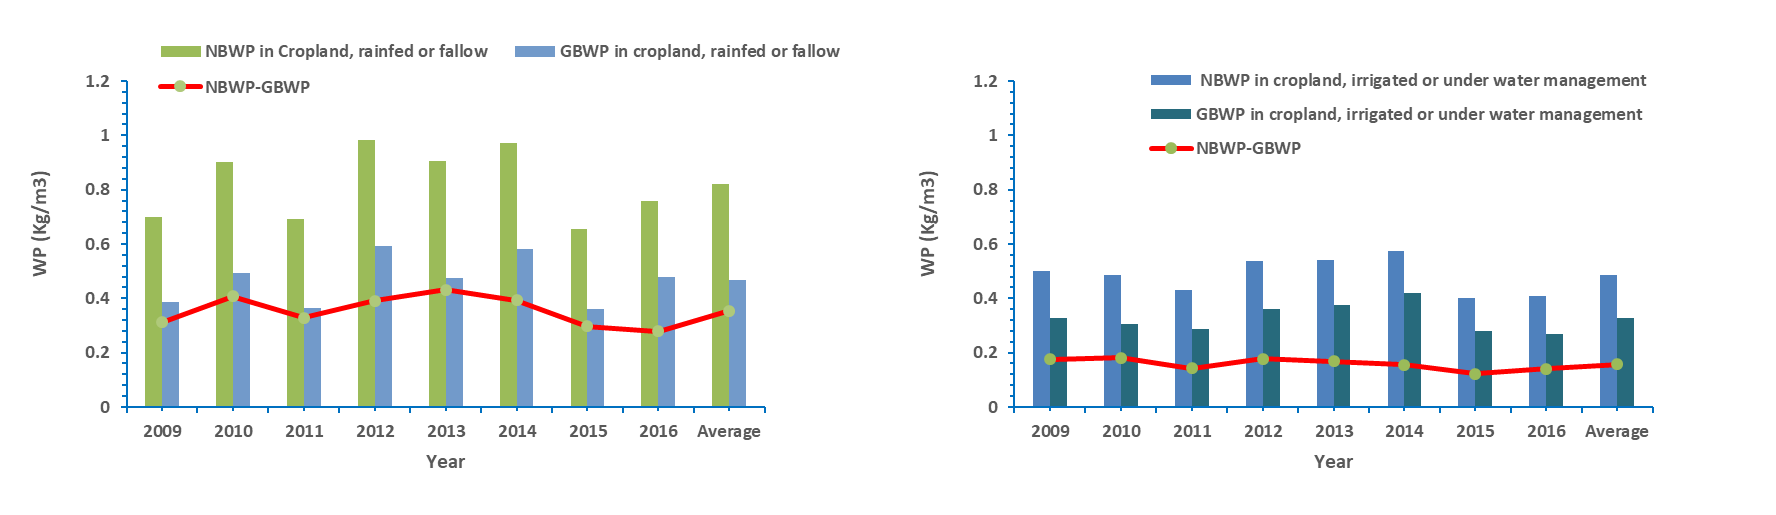 NBWP in Cropland, rainfed or fallow
GBWP in cropland, rainfed or fallow
NBWP-GBWP
1.2
1
0.8
0.6
0.4
0.2
0
WP (Kg/m3)
2009 2010 2011 2012 2013 2014 2015 2016 Average
Year
NBWP in cropland, irrigated or under water management
GBWP in cropland, irrigated or under water management
NBWP-GBWP
1.2
1
0.8
0.6
0.4
0.2
0
WP (Kg/m3)
2009 2010 2011 2012 2013 2014 2015 2016 Average
Year